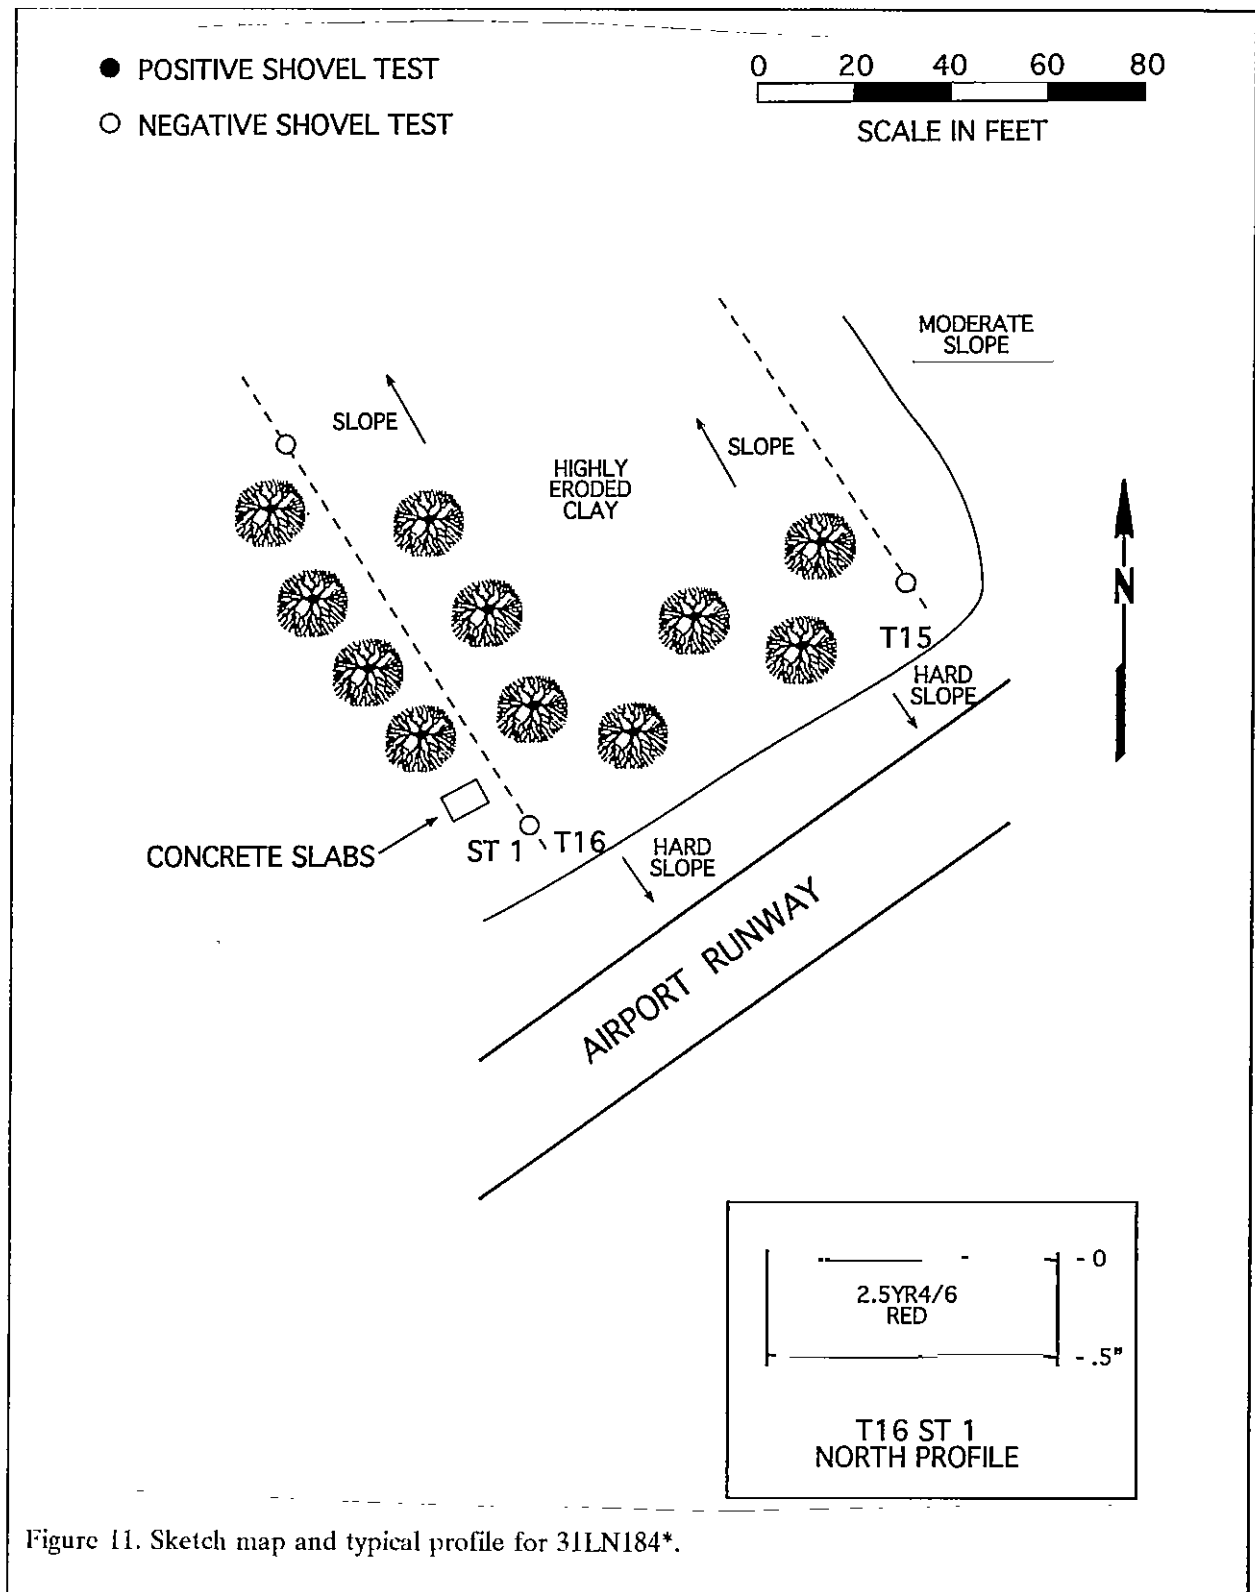 POSITIVE SHOVEL TEST
NEGATIVE SHOVEL TEST
0 20 40 60 80
SCALE IN FEET
MODERATE
SLOPE
SLOPE
SLOPE
HIGHLY
ERODED
CLAY
N
T15
HARD
SLOPE
CONCRETE SLABS
ST 1
T16
HARD
SLOPE
AIRPORT RUNWAY
- 0
2.5YR4/6
RED
- .5"
T16 ST 1
NORTH PROFILE
Figure 11. Sketch map and typical profile for 31LN184*.